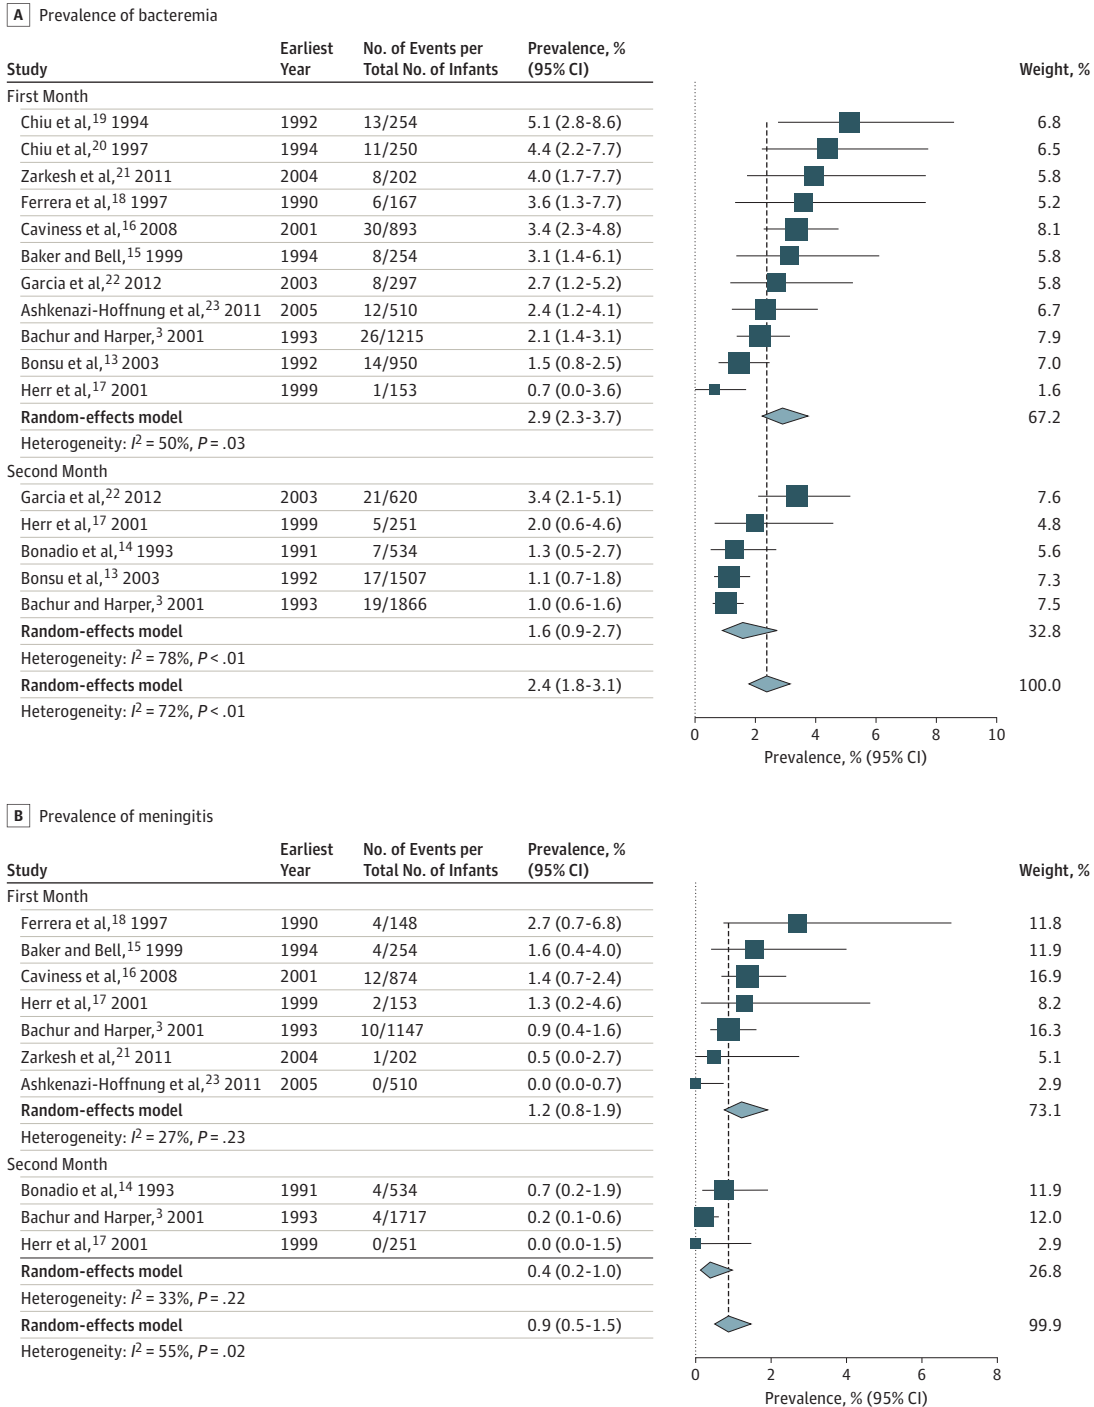 A Prevalence of bacteremia
Study Earliest Year No. of Events per Total No. of Infants Prevalence, % (95% CI) Weight, %
First Month
Chiu et al,19 1994 1992 13/254 5.1 (2.8-8.6) 6.8
Chiu et al,20 1997 1994 11/250 4.4 (2.2-7.7) 6.5
Zarkesh et al,21 2011 2004 8/202 4.0 (1.7-7.7) 5.8
Ferrera et al,18 1997 1990 6/167 3.6 (1.3-7.7) 5.2
Caviness et al,16 2008 2001 30/893 3.4 (2.3-4.8) 8.1
Baker and Bell,15 1999 1994 8/254 3.1 (1.4-6.1) 5.8
Garcia et al,22 2012 2003 8/297 2.7 (1.2-5.2) 5.8
Ashkenazi-Hoffnung et al,23 2011 2005 12/510 2.4 (1.2-4.1) 6.7
Bachur and Harper,3 2001 1993 26/1215 2.1 (1.4-3.1) 7.9
Bonsu et al,13 2003 1992 14/950 1.5 (0.8-2.5) 7.0
Herr et al,17 2001 1999 1/153 0.7 (0.0-3.6) 1.6
Random-effects model 2.9 (2.3-3.7) 67.2
Heterogeneity: I2 = 50%, P = .03
Second Month
Garcia et al,22 2012 2003 21/620 3.4 (2.1-5.1) 7.6
Herr et al,17 2001 1999 5/251 2.0 (0.6-4.6) 4.8
Bonadio et al,14 1993 1991 7/534 1.3 (0.5-2.7) 5.6
Bonsu et al,13 2003 1992 17/1507 1.1 (0.7-1.8) 7.3
Bachur and Harper,3 2001 1993 19/1866 1.0 (0.6-1.6) 7.5
Random-effects model 1.6 (0.9-2.7) 32.8
Heterogeneity: I2 = 78%, P < .01
Random-effects model 2.4 (1.8-3.1) 100.0
Heterogeneity: I2 = 72%, P < .01
0 2 4 6 8 10
Prevalence, % (95% CI)
B Prevalence of meningitis
Study Earliest Year No. of Events per Total No. of Infants Prevalence, % (95% CI) Weight, %
First Month
Ferrera et al,18 1997 1990 4/148 2.7 (0.7-6.8) 11.8
Baker and Bell,15 1999 1994 4/254 1.6 (0.4-4.0) 11.9
Caviness et al,16 2008 2001 12/874 1.4 (0.7-2.4) 16.9
Herr et al,17 2001 1999 2/153 1.3 (0.2-4.6) 8.2
Bachur and Harper,3 2001 1993 10/1147 0.9 (0.4-1.6) 16.3
Zarkesh et al,21 2011 2004 1/202 0.5 (0.0-2.7) 5.1
Ashkenazi-Hoffnung et al,23 2011 2005 0/510 0.0 (0.0-0.7) 2.9
Random-effects model 1.2 (0.8-1.9) 73.1
Heterogeneity: I2 = 27%, P = .23
Second Month
Bonadio et al,14 1993 1991 4/534 0.7 (0.2-1.9) 11.9
Bachur and Harper,3 2001 1993 4/1717 0.2 (0.1-0.6) 12.0
Herr et al,17 2001 1999 0/251 0.0 (0.0-1.5) 2.9
Random-effects model 0.4 (0.2-1.0) 26.8
Heterogeneity: I2 = 33%, P = .22
Random-effects model 0.9 (0.5-1.5) 99.9
Heterogeneity: I2 = 55%, P = .02
0 2 4 6 8
Prevalence, % (95% CI)